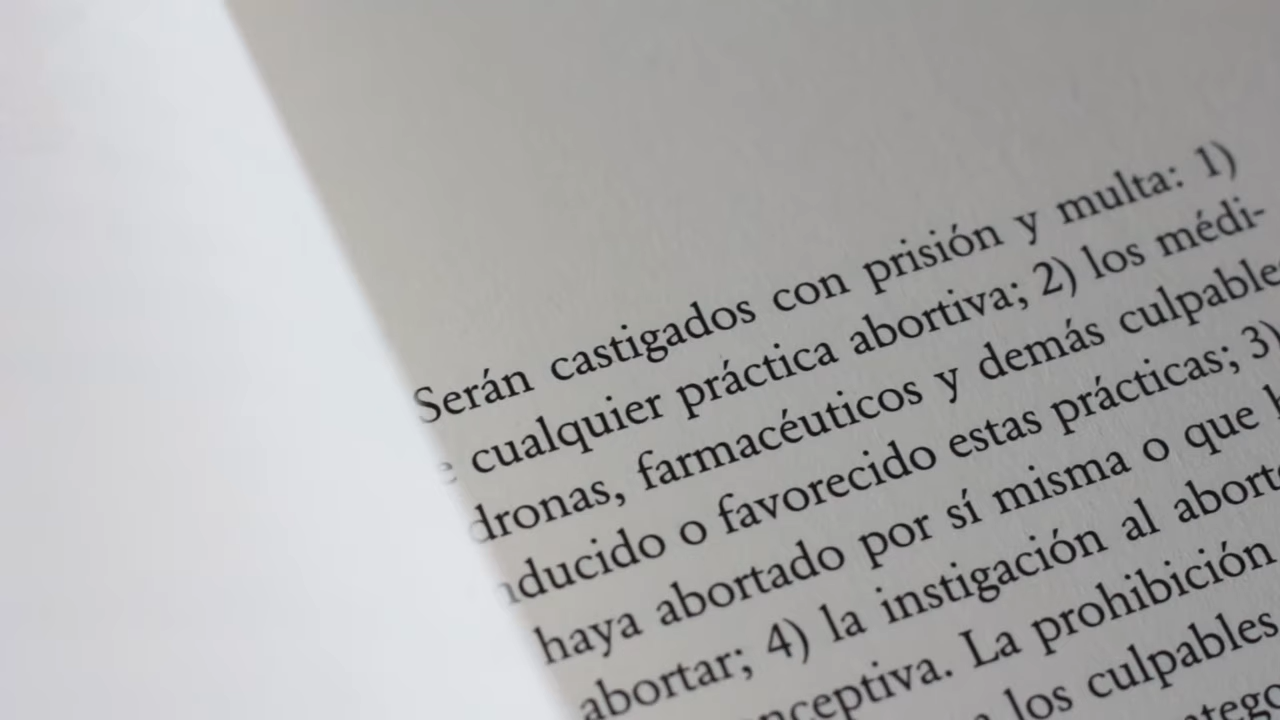 Serán castigados con prisión y multa: 1)
cualquier práctica abortiva; 2) los médi-
dronas, farmacéuticos y demás culpable
ducido o favorecido estas prácticas; 3)
haya abortado por sí misma o que
abortar; 4) la instigación al abort
nceptiva. La prohibición
los culpables